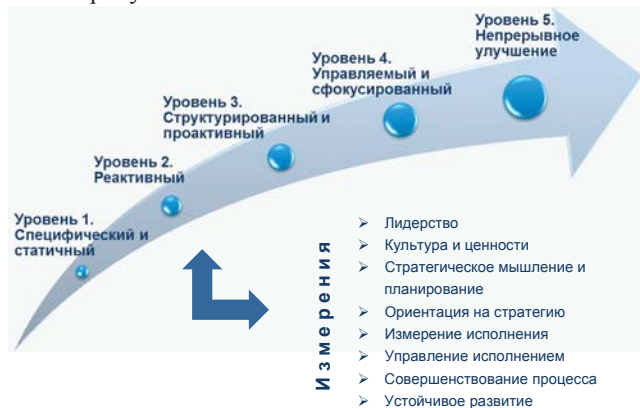 Уровень 5.
Непрерывное
улучшение
Уровень 4.
Управляемый и
сфокусированный
Уровень 3.
Структурированный и
проактивный
Уровень 2.
Реактивный
Уровень 1.
Специфический и
статичный
Измерения
➢ Лидерство
➢ Культура и ценности
➢ Стратегическое мышление и
планирование
➢ Ориентация на стратегию
➢ Измерение исполнения
➢ Управление исполнением
➢ Совершенствование процесса
➢ Устойчивое развитие